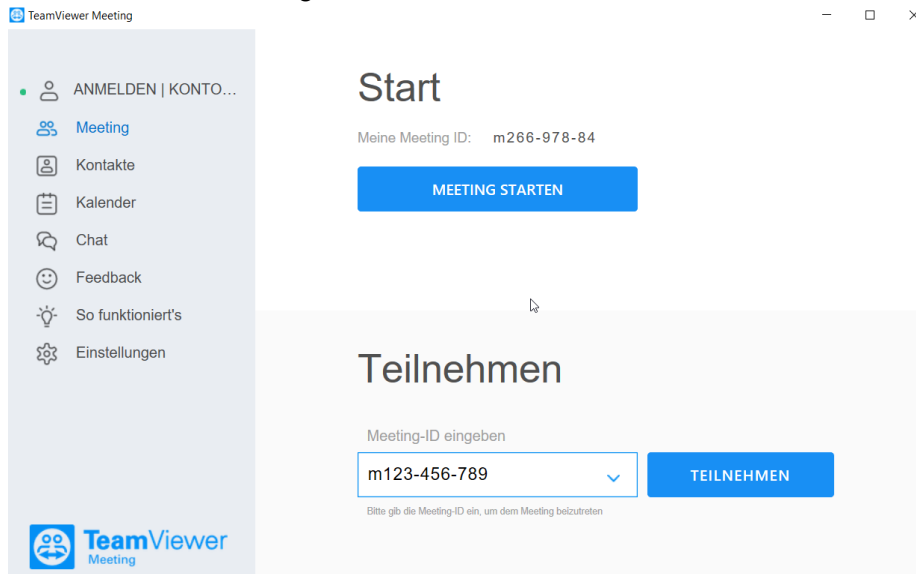 TeamViewer Meeting
ANMELDEN | KONTO...
Meeting
Kontakte
Kalender
Chat
Feedback
So funktioniert's
Einstellungen
TeamViewer
Meeting
Start
Meine Meeting ID: m266-978-84
MEETING STARTEN
Teilnehmen
Meeting-ID eingeben
m123-456-789
TEILNEHMEN
Bitte gib die Meeting-ID ein, um dem Meeting beizutreten